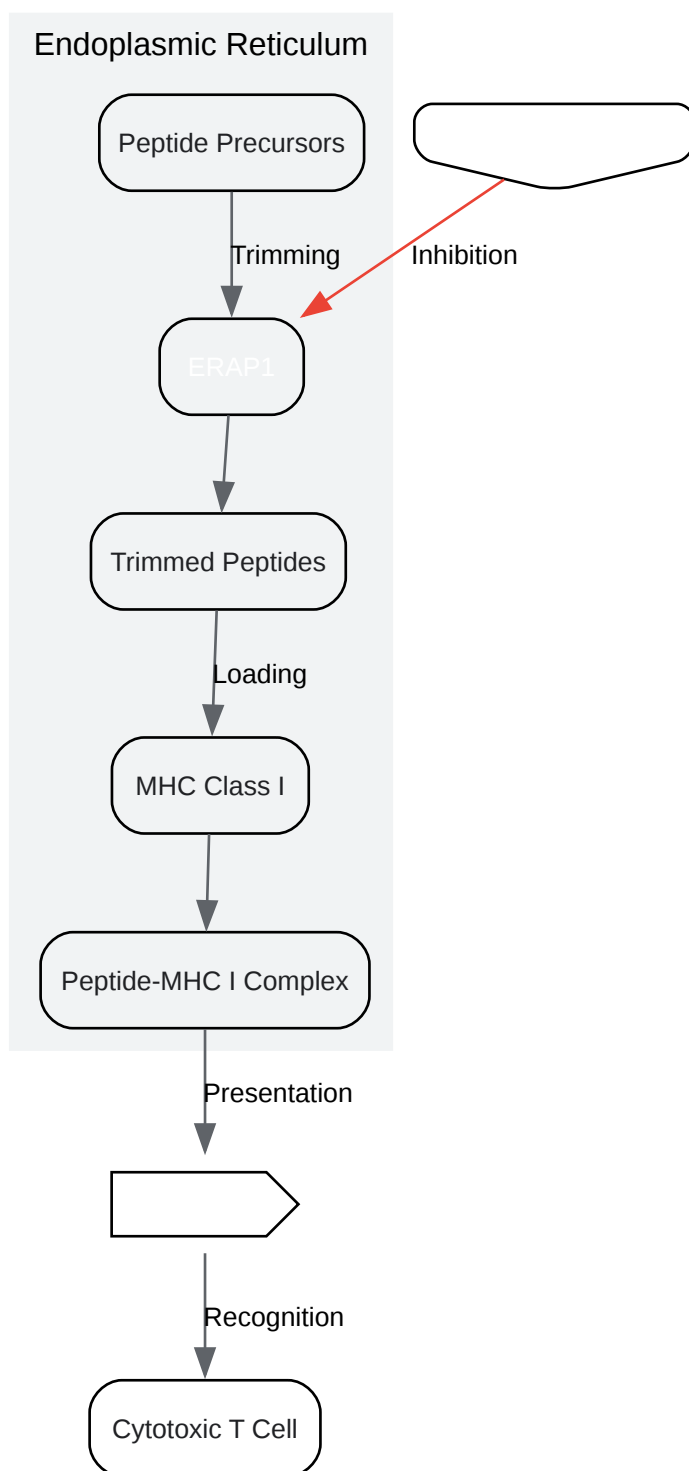 Endoplasmic Reticulum
Peptide Precursors
Trimming
Inhibition
ERAP1
Trimmed Peptides
Loading
MHC Class I
Peptide-MHC I Complex
Presentation
Recognition
Cytotoxic T Cell